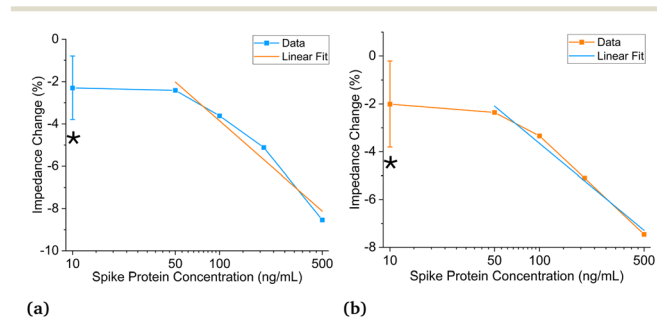 0
-2
-4
-6
-8
-10
Impedance Change (%)
Data
Linear Fit
*
10
50
100
500
Spike Protein Concentration (ng/mL)
(a)
0
-2
-4
-6
-8
Impedance Change (%)
Data
Linear Fit
*
10
50
100
500
Spike Protein Concentration (ng/mL)
(b)